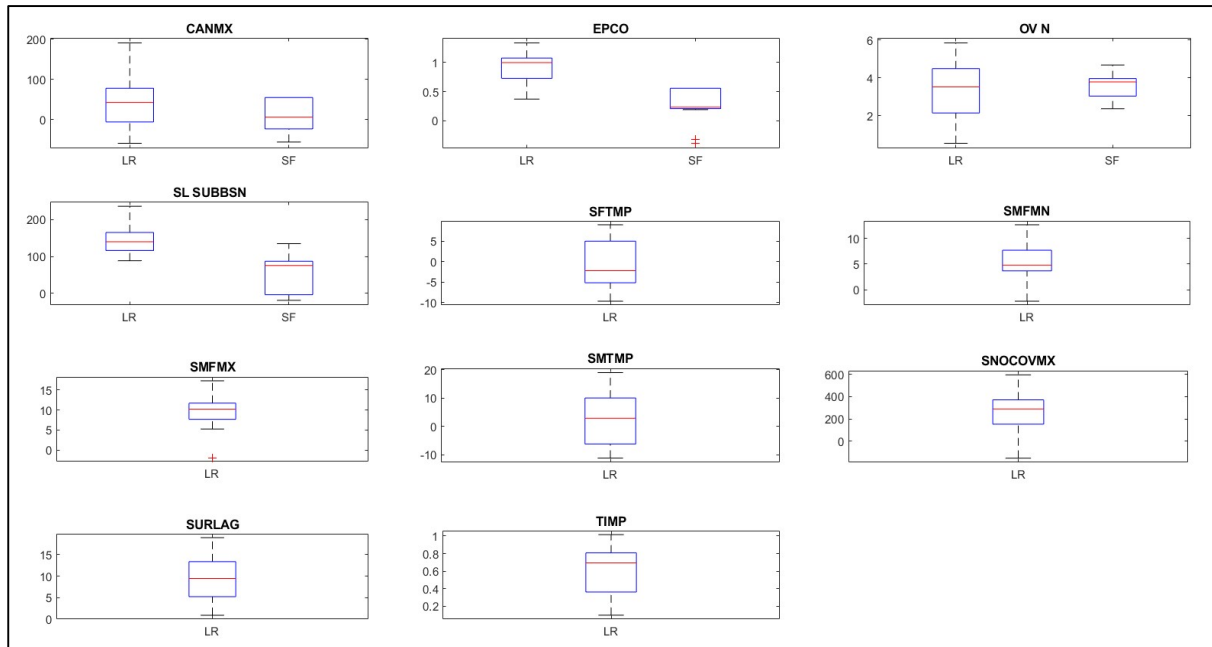 CANMX
200
100
0
LR SF
EPCO
1
0.5
0
LR SF
OV N
6
4
2
LR SF
SL SUBBSN
200
100
0
LR SF
SFTMP
5
0
-5
-10
LR
SMFMN
10
5
0
LR
SMFMX
15
10
5
0
LR
SMTMP
20
10
0
-10
LR
SNOCOVMX
600
400
200
0
LR
SURLAG
15
10
5
0
LR
TIMP
1
0.8
0.6
0.4
0.2
LR